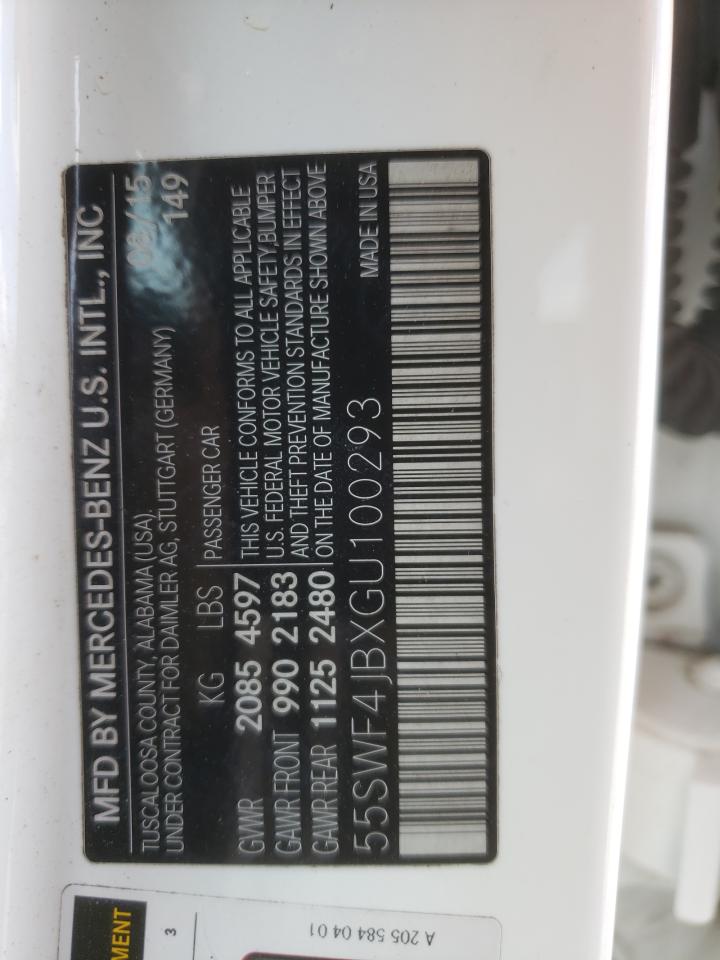 MFD BY MERCEDES-BENZ U.S. INTL., INC
TUSCALOOSA COUNTY, ALABAMA (USA), 08/15
UNDER CONTRACT FOR DAIMLER AG, STUTTGART (GERMANY) 149
KG LBS PASSENGER CAR
GVWR 2085 4597 THIS VEHICLE CONFORMS TO ALL APPLICABLE
GAWR FRONT 990 2183 U.S. FEDERAL MOTOR VEHICLE SAFETY,BUMPER
GAWR REAR 1125 2480 AND THEFT PREVENTION STANDARDS IN EFFECT
ON THE DATE OF MANUFACTURE SHOWN ABOVE
55SWF4JBXGU100293 MADE IN USA
MENT
3
A 205 584 04 01